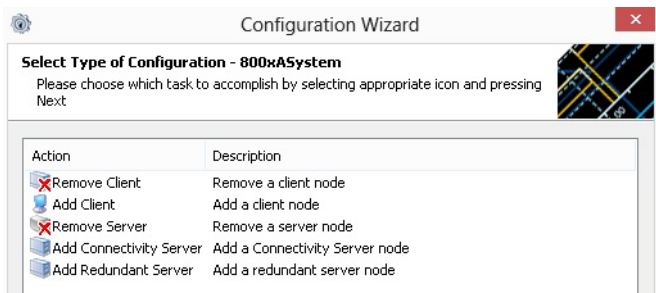 Configuration Wizard
Select Type of Configuration - 800xASystem
Please choose which task to accomplish by selecting appropriate icon and pressing
Next
Action Description
Remove Client Remove a client node
Add Client Add a client node
Remove Server Remove a server node
Add Connectivity Server Add a Connectivity Server node
Add Redundant Server Add a redundant server node